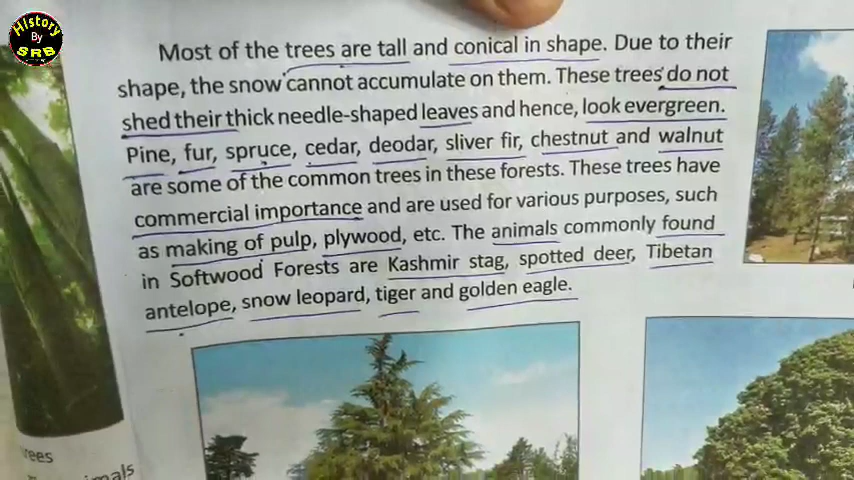 History
By
SRB
Most of the trees are tall and conical in shape. Due to their
shape, the snow cannot accumulate on them. These trees do not
shed their thick needle-shaped leaves and hence, look evergreen.
Pine, fur, spruce, cedar, deodar, sliver fir, chestnut and walnut
are some of the common trees in these forests. These trees have
commercial importance and are used for various purposes, such
as making of pulp, plywood, etc. The animals commonly found
in Softwood Forests are Kashmir stag, spotted deer, Tibetan
antelope, snow leopard, tiger and golden eagle.